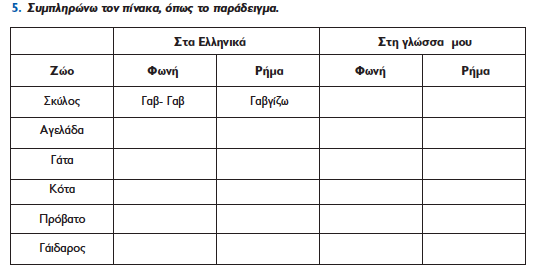 5. Συμπληρώνω τον πίνακα, όπως το παράδειγμα.
Στα Ελληνικά Στη γλώσσα μου
Ζώο Φωνή Ρήμα Φωνή Ρήμα
Σκύλος Γαβ- Γαβ Γαβγίζω
Αγελάδα
Γάτα
Κότα
Πρόβατο
Γάιδαρος